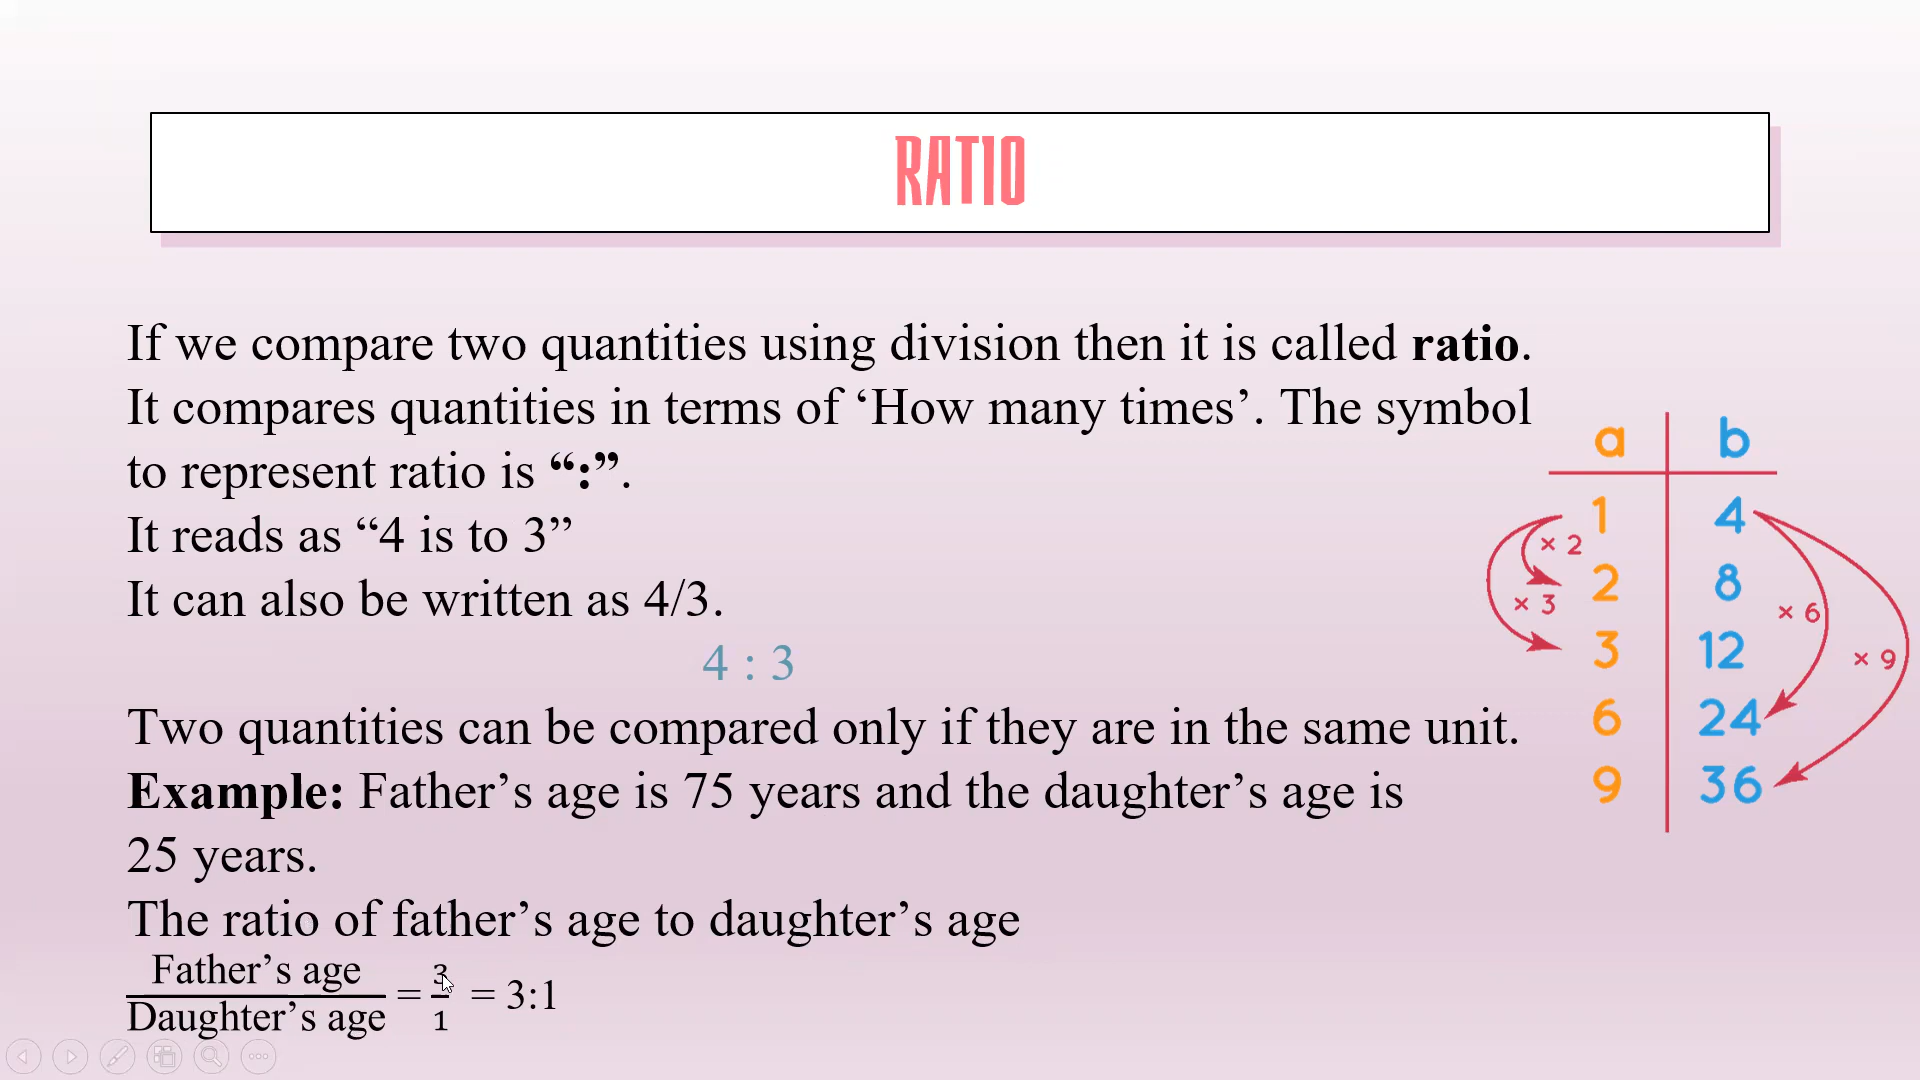 RATIO
If we compare two quantities using division then it is called ratio.
It compares quantities in terms of ‘How many times’. The symbol
to represent ratio is “:”.
It reads as “4 is to 3”
It can also be written as 4/3.
4 : 3
Two quantities can be compared only if they are in the same unit.
Example: Father’s age is 75 years and the daughter’s age is
25 years.
The ratio of father’s age to daughter’s age
Father’s age
Daughter’s age
=
3
1
= 3:1
a b
1 4
× 2
2 8
× 3
× 6
3 12
× 9
6 24
9 36